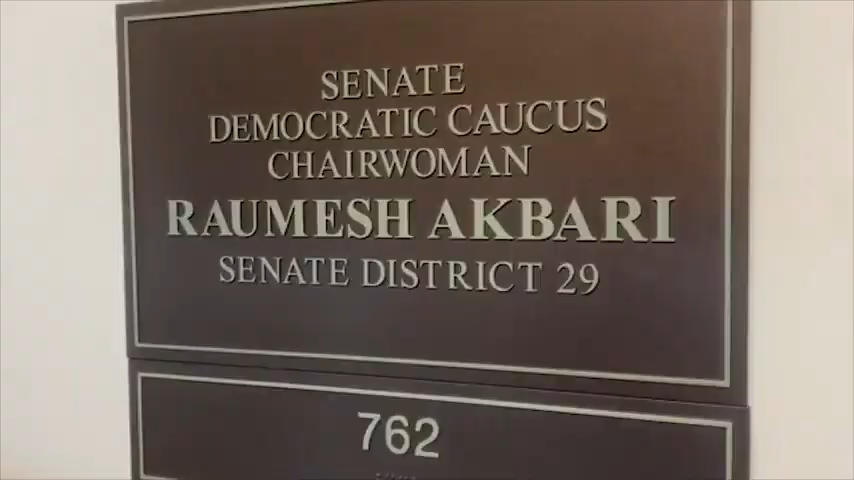 SENATE
DEMOCRATIC CAUCUS
CHAIRWOMAN
RAUMESH AKBARI
SENATE DISTRICT 29
762